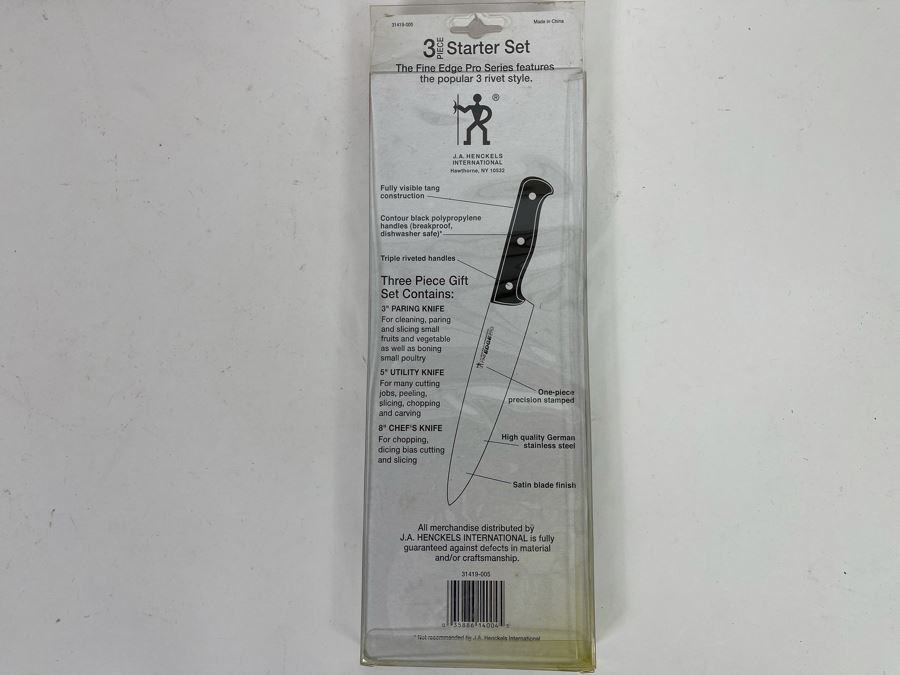 31419-005
Made in China
3 PIECE Starter Set
The Fine Edge Pro Series features
the popular 3 rivet style.
®
J.A. HENCKELS
INTERNATIONAL
Hawthorne, NY 10532
Fully visible tang
construction
Contour black polypropylene
handles (breakproof,
dishwasher safe)*
Triple riveted handles
Three Piece Gift
Set Contains:
3" PARING KNIFE
For cleaning, paring
and slicing small
fruits and vegetable
as well as boning
small poultry
5" UTILITY KNIFE
For many cutting
jobs, peeling,
slicing, chopping
and carving
8" CHEF'S KNIFE
For chopping,
dicing bias cutting
and slicing
EDGE
One-piece
precision stamped
High quality German
stainless steel
Satin blade finish
All merchandise distributed by
J.A. HENCKELS INTERNATIONAL is fully
guaranteed against defects in material
and/or craftsmanship.
31419-005
0 35886 14004
* Not recommended by J.A. Henckels International